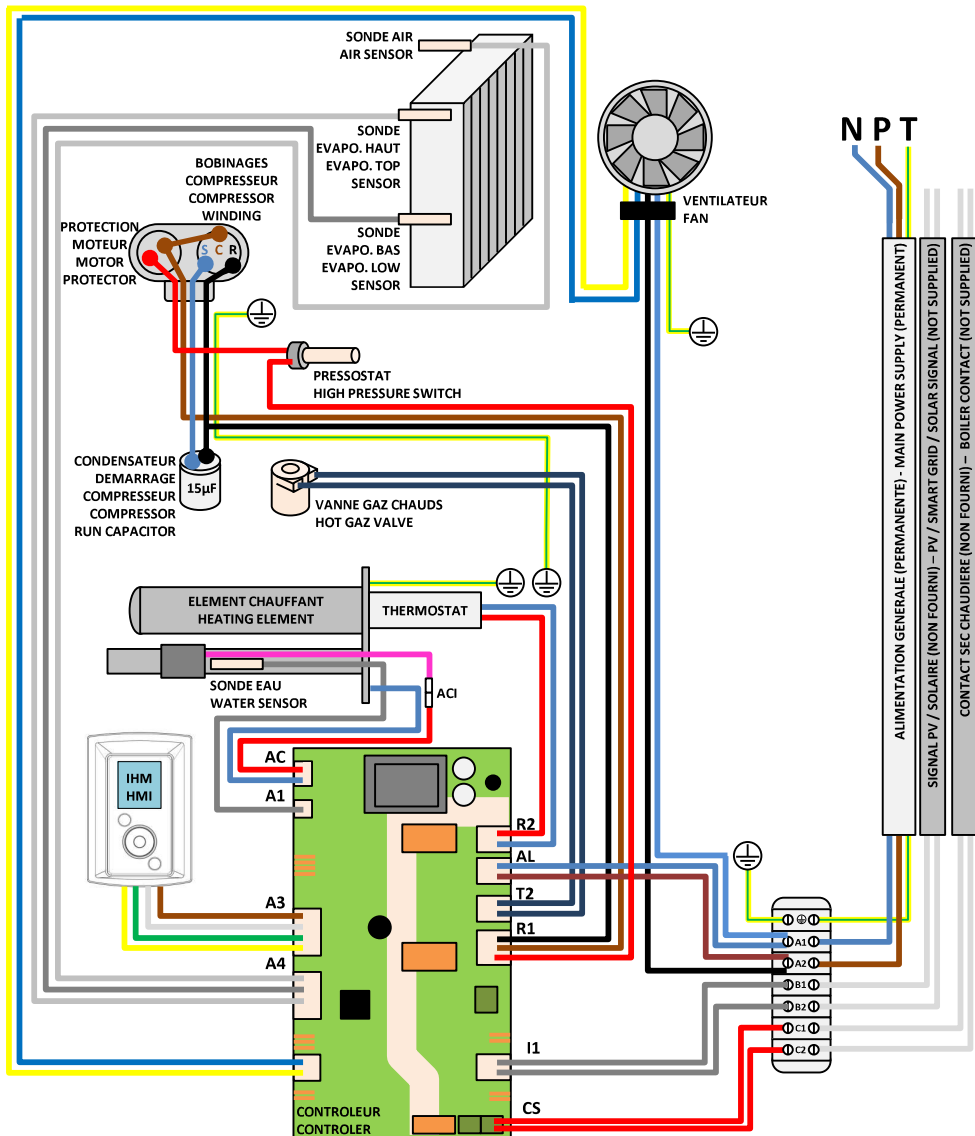 SONDE AIR
AIR SENSOR
SONDE
EVAPO. HAUT
EVAPO. TOP
SENSOR
N P T
BOBINAGES
COMPRESSEUR
COMPRESSOR
WINDING
VENTILATEUR
FAN
PROTECTION
MOTEUR
MOTOR
PROTECTOR
S C R
SONDE
EVAPO. BAS
EVAPO. LOW
SENSOR
PRESSOSTAT
HIGH PRESSURE SWITCH
CONDENSATEUR
DEMARRAGE
COMPRESSEUR
COMPRESSOR
RUN CAPACITOR
15µF
VANNE GAZ CHAUDS
HOT GAZ VALVE
ALIMENTATION GENERALE (PERMANENTE) - MAIN POWER SUPPLY (PERMANENT)
SIGNAL PV / SOLAIRE (NON FOURNI) – PV / SMART GRID / SOLAR SIGNAL (NOT SUPPLIED)
CONTACT SEC CHAUDIERE (NON FOURNI) – BOILER CONTACT (NOT SUPPLIED)
ELEMENT CHAUFFANT
HEATING ELEMENT
THERMOSTAT
SONDE EAU
WATER SENSOR
ACI
IHM
HMI
AC
A1
A3
A4
R2
AL
T2
R1
I1
CS
A1
A2
B1
B2
C1
C2
CONTROLEUR
CONTROLER